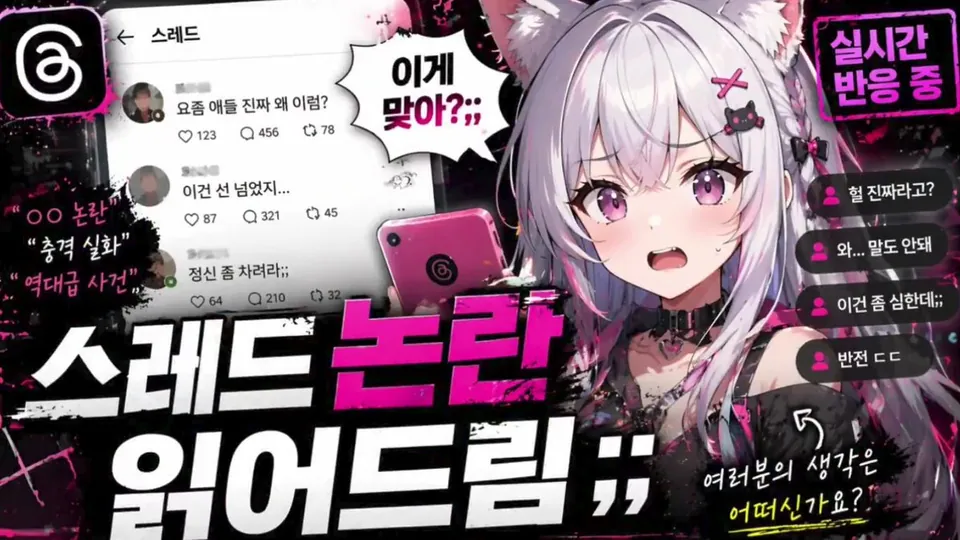 스레드
요즘 애들 진짜 왜 이럼?
123 456 78
이건 선 넘었지...
87 321 45
정신 좀 차려라;;
64 210 32
이게
맞아?;;
실시간
반응 중
“ ○○ 논란”
“충격 실화”
“역대급 사건”
헐 진짜라고?
와... 말도 안돼
이건 좀 심한데;;
반전 ㄷㄷ
스레드 논란
읽어드림 ;;
여러분의 생각은
어떠신가요?